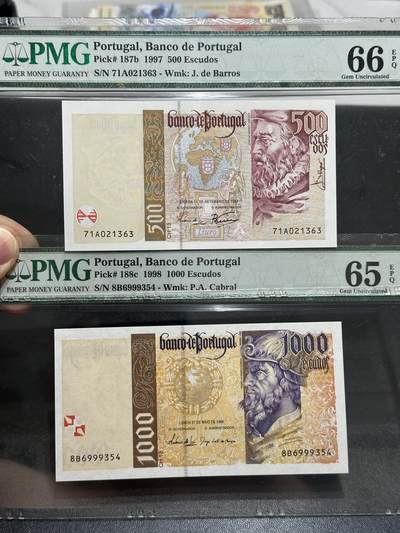 PMG
PAPER MONEY GUARANTY
Portugal, Banco de Portugal
Pick# 187b 1997 500 Escudos
S/N 71A021363 - Wmk: J. de Barros
66 EPQ
Gem Uncirculated
banco de Portugal
500
ESCU
DOS
500
71A021363
71A021363
PMG
PAPER MONEY GUARANTY
Portugal, Banco de Portugal
Pick# 188c 1998 1000 Escudos
S/N 8B6999354 - Wmk: P.A. Cabral
65 EPQ
Gem Uncirculated
banco de Portugal
1000
escudos
1000
8B6999354
8B6999354